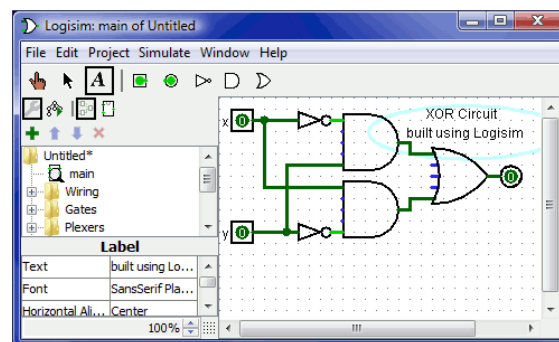 Logisim: main of Untitled
File Edit Project Simulate Window Help
A
Untitled*
main
Wiring
Gates
Plexers
Label
Text built using Lo...
Font SansSerif Pla...
Horizontal Ali... Center
100%
XOR Circuit
built using Logisim
x 0
0
y 0